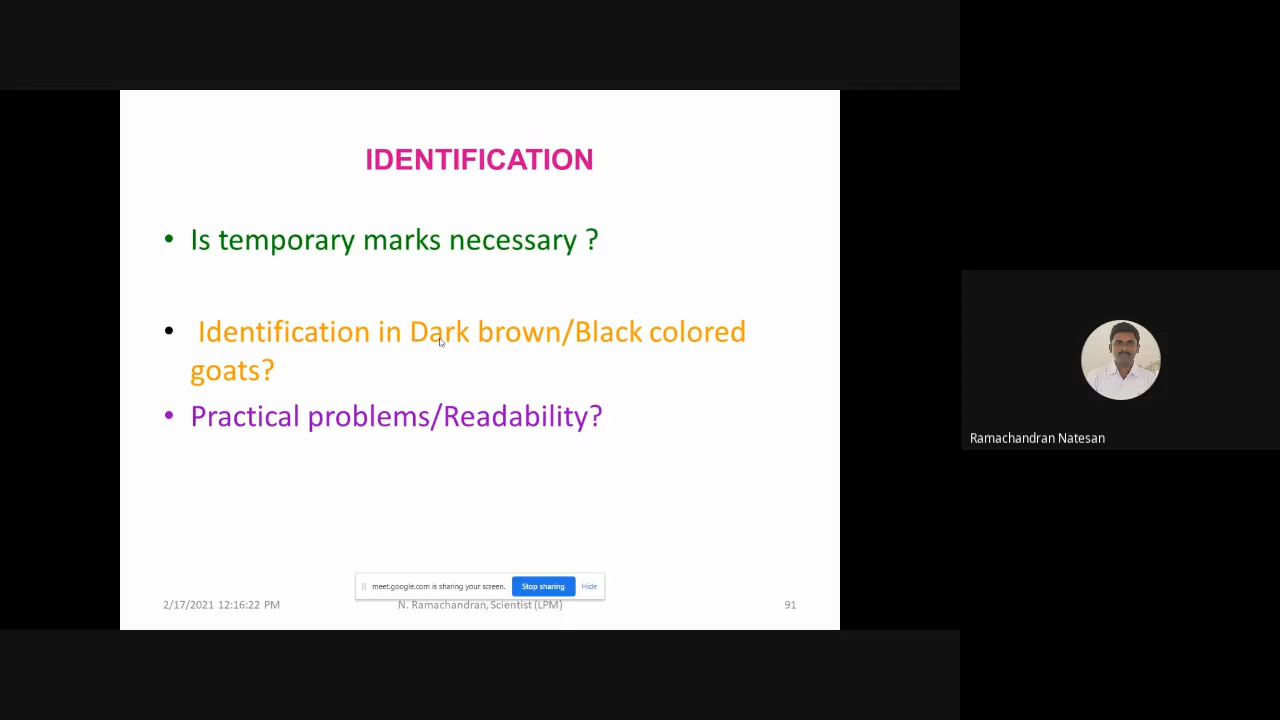 IDENTIFICATION
• Is temporary marks necessary ?
• Identification in Dark brown/Black colored
goats?
• Practical problems/Readability?
meet.google.com is sharing your screen. Stop sharing Hide
2/17/2021 12:16:22 PM N. Ramachandran, Scientist (LPM) 91
Ramachandran Natesan